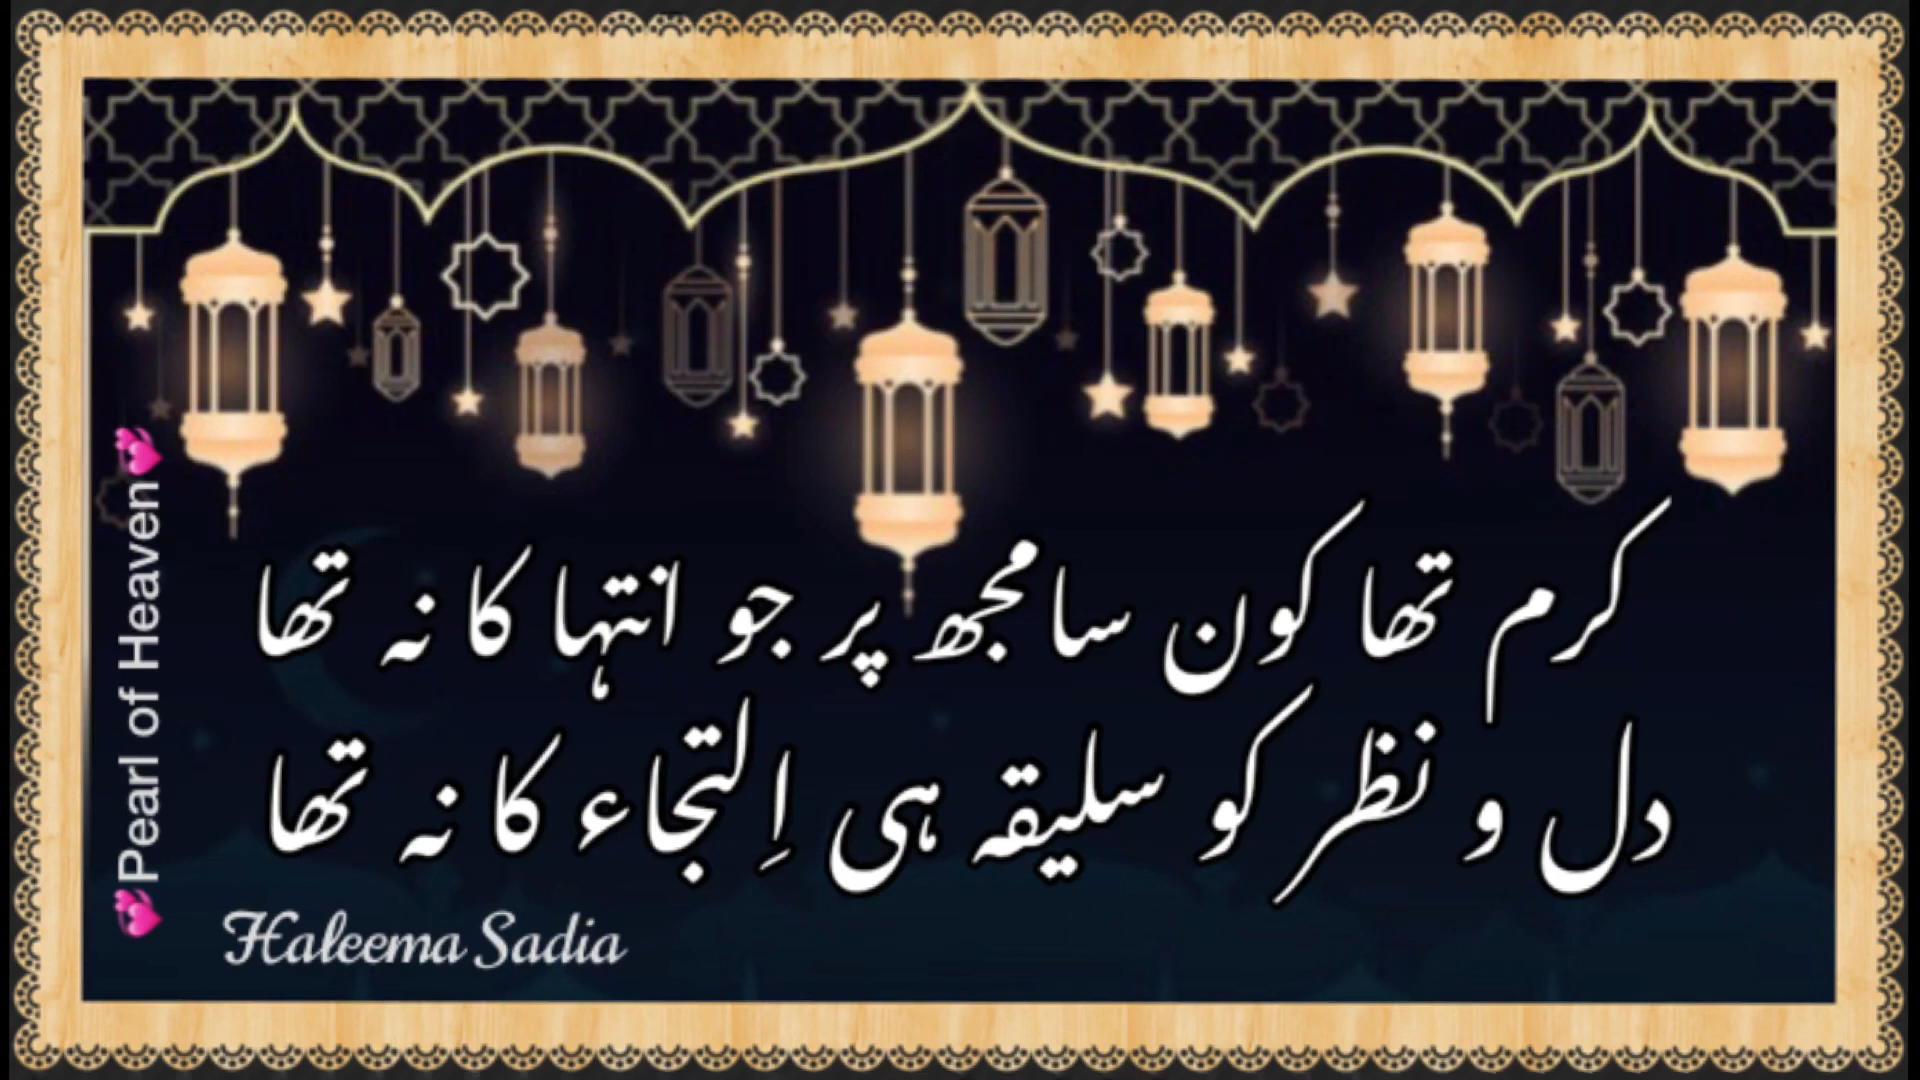 کرم تھا کون سا مجھ پر جو انتہا کا نہ تھا
دل و نظر کو سلیقہ ہی اِلتجاء کا نہ تھا
Haleema Sadia
💞Pearl of Heaven💞